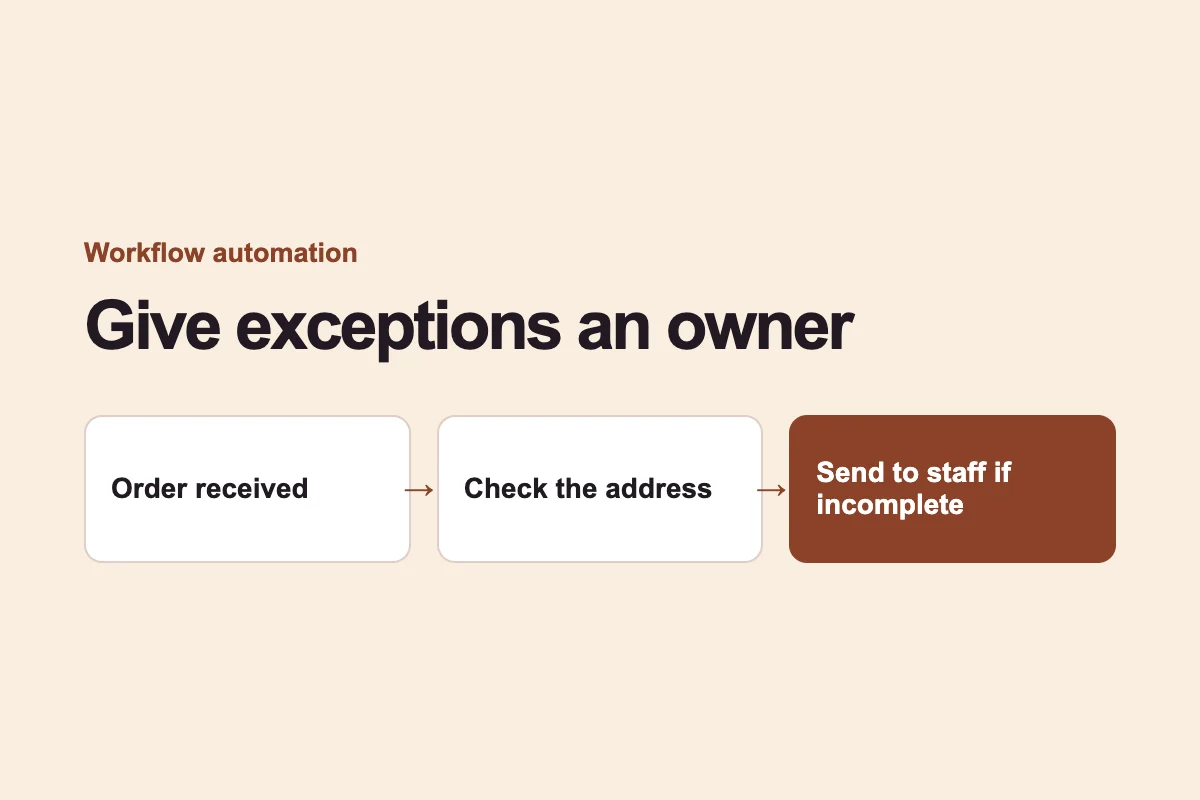 Workflow automation
Give exceptions an owner
Order received
→
Check the address
→
Send to staff if
incomplete